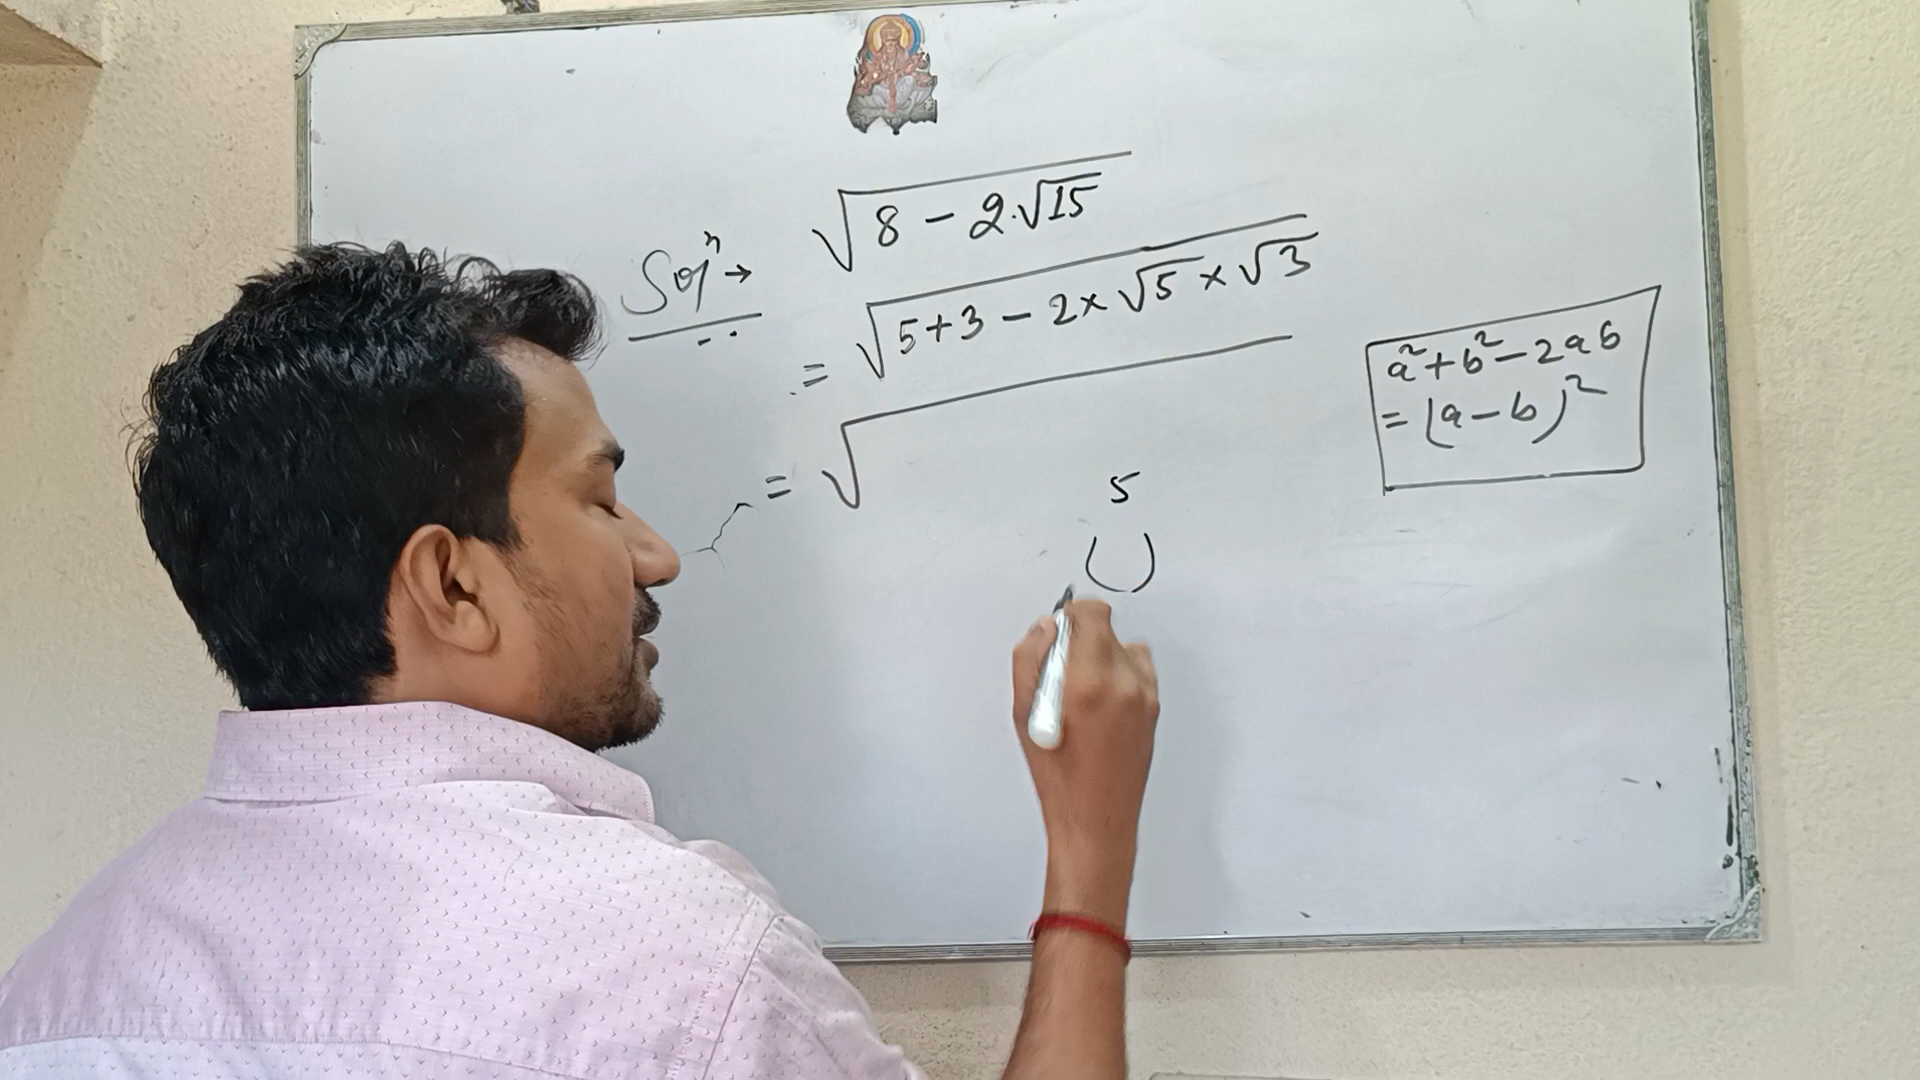 Solⁿ → √(8 - 2·√15)
= √(5+3 - 2×√5×√3)
= √
a²+b²-2ab
= (a-b)²
5
( )